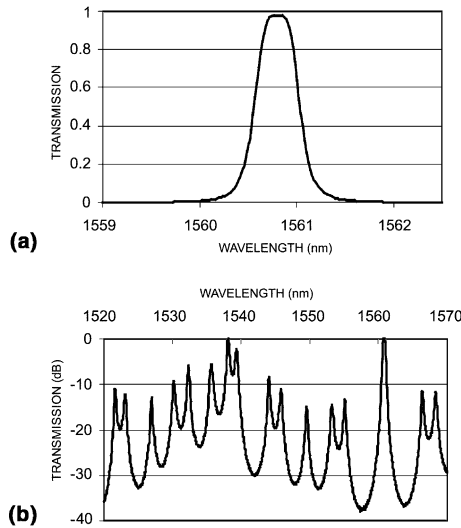 1
0.8
0.6
0.4
0.2
0
TRANSMISSION
1559 1560 1561 1562
WAVELENGTH (nm)
(a)
WAVELENGTH (nm)
1520 1530 1540 1550 1560 1570
0
-10
-20
-30
-40
TRANSMISSION (dB)
(b)